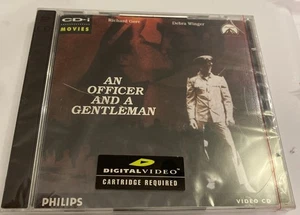 CD-i
MOVIES
Richard Gere
Debra Winger
AN
OFFICER
AND A
GENTLEMAN
DIGITAL VIDEO
CARTRIDGE REQUIRED
PHILIPS
VIDEO CD